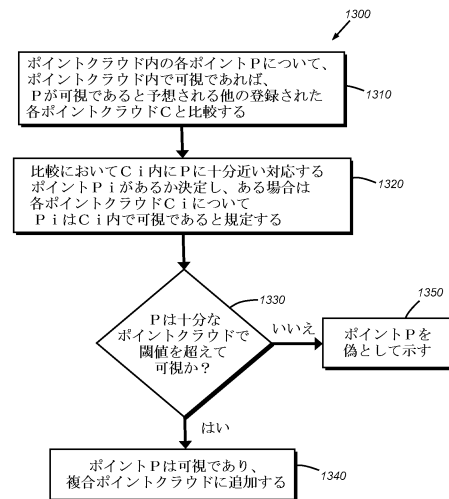 1300
ポイントクラウド内の各ポイントPについて、
ポイントクラウド内で可視であれば、
Pが可視であると予想される他の登録された
各ポイントクラウドCと比較する
1310
比較においてCi内にPに十分近い対応する
ポイントPiがあるか決定し、ある場合は
各ポイントクラウドCiについて
PiはCi内で可視であると規定する
1320
Pは十分な
ポイントクラウドで
閾値を超えて
可視か?
1330
いいえ
ポイントPを
偽として示す
1350
はい
ポイントPは可視であり、
複合ポイントクラウドに追加する
1340